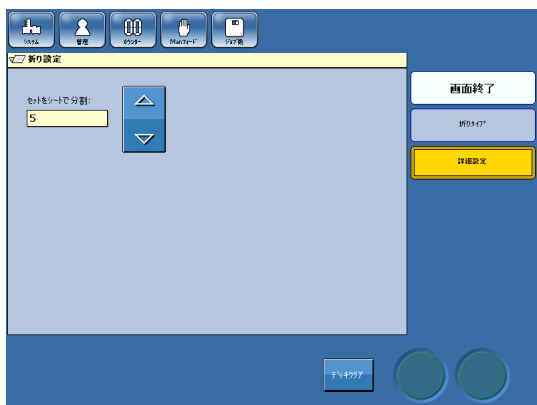 システム
管理
カウンター
Manフィード
ジョブ換
折り設定
セットをシートで分割:
5
画面終了
折りタイプ
詳細設定
デッキクリア